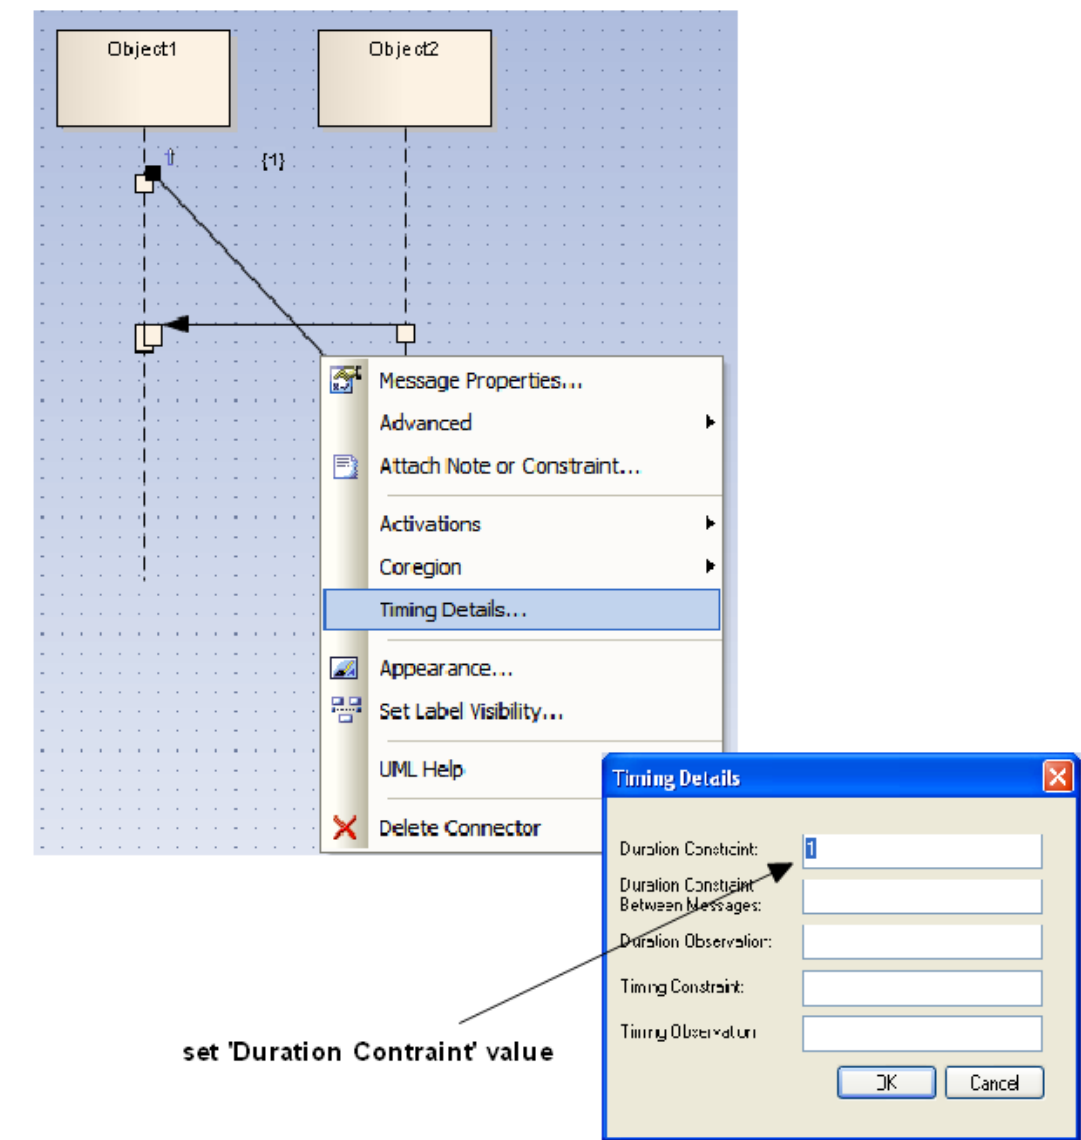 Object1
Object2
{1}
Message Properties...
Advanced
Attach Note or Constraint...
Activations
Coregion
Timing Details...
Appearance...
Set Label Visibility...
UML Help
Delete Connector
Timing Details
Duration Constraint:
1
Duration Constraint
Between Messages:
Duration Observation:
Timing Constraint:
Timing Observation
OK
Cancel
set 'Duration Contraint' value